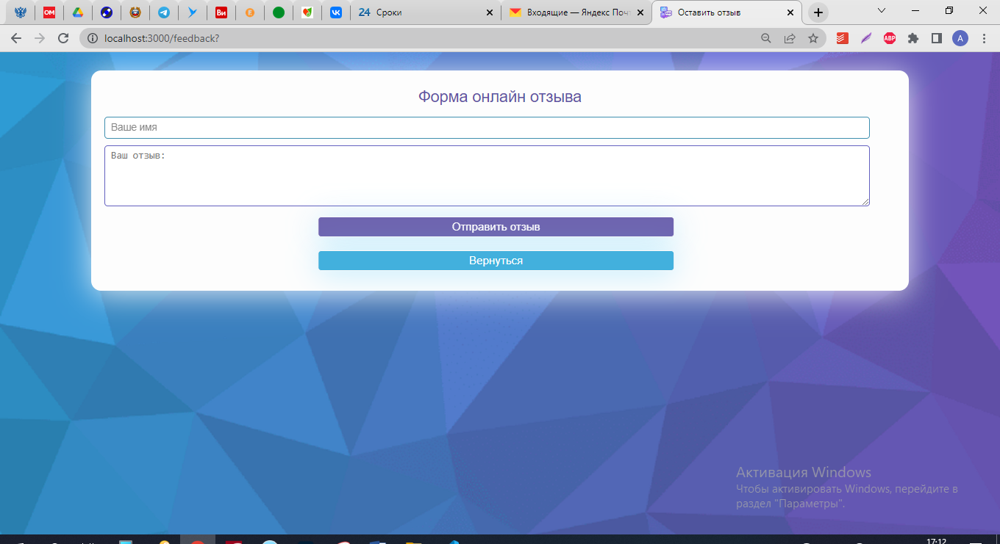 ОМ
Ви
24 Сроки
Входящие — Яндекс Поч
Оставить отзыв
localhost:3000/feedback?
ABP
А
Форма онлайн отзыва
Ваше имя
Ваш отзыв:
Отправить отзыв
Вернуться
Активация Windows
Чтобы активировать Windows, перейдите в
раздел "Параметры".
17:12